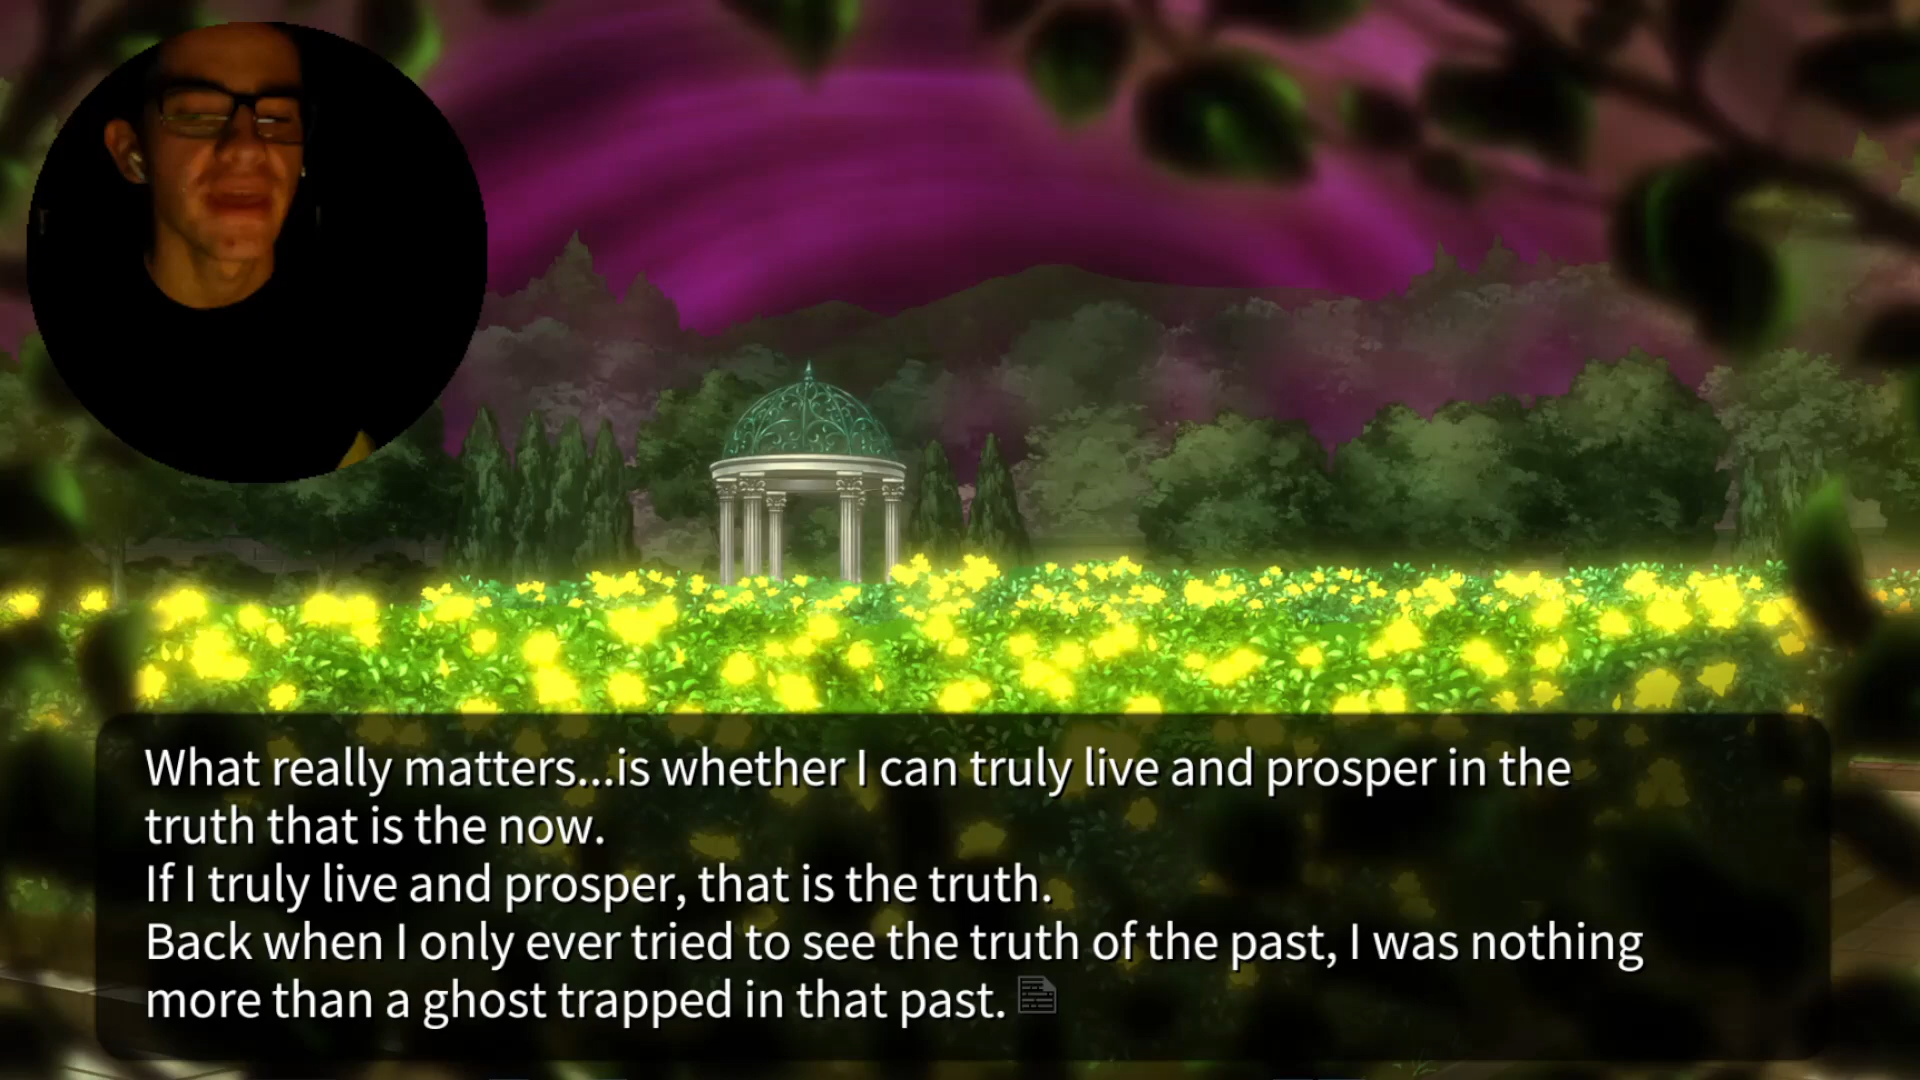 What really matters...is whether I can truly live and prosper in the
truth that is the now.
If I truly live and prosper, that is the truth.
Back when I only ever tried to see the truth of the past, I was nothing
more than a ghost trapped in that past.